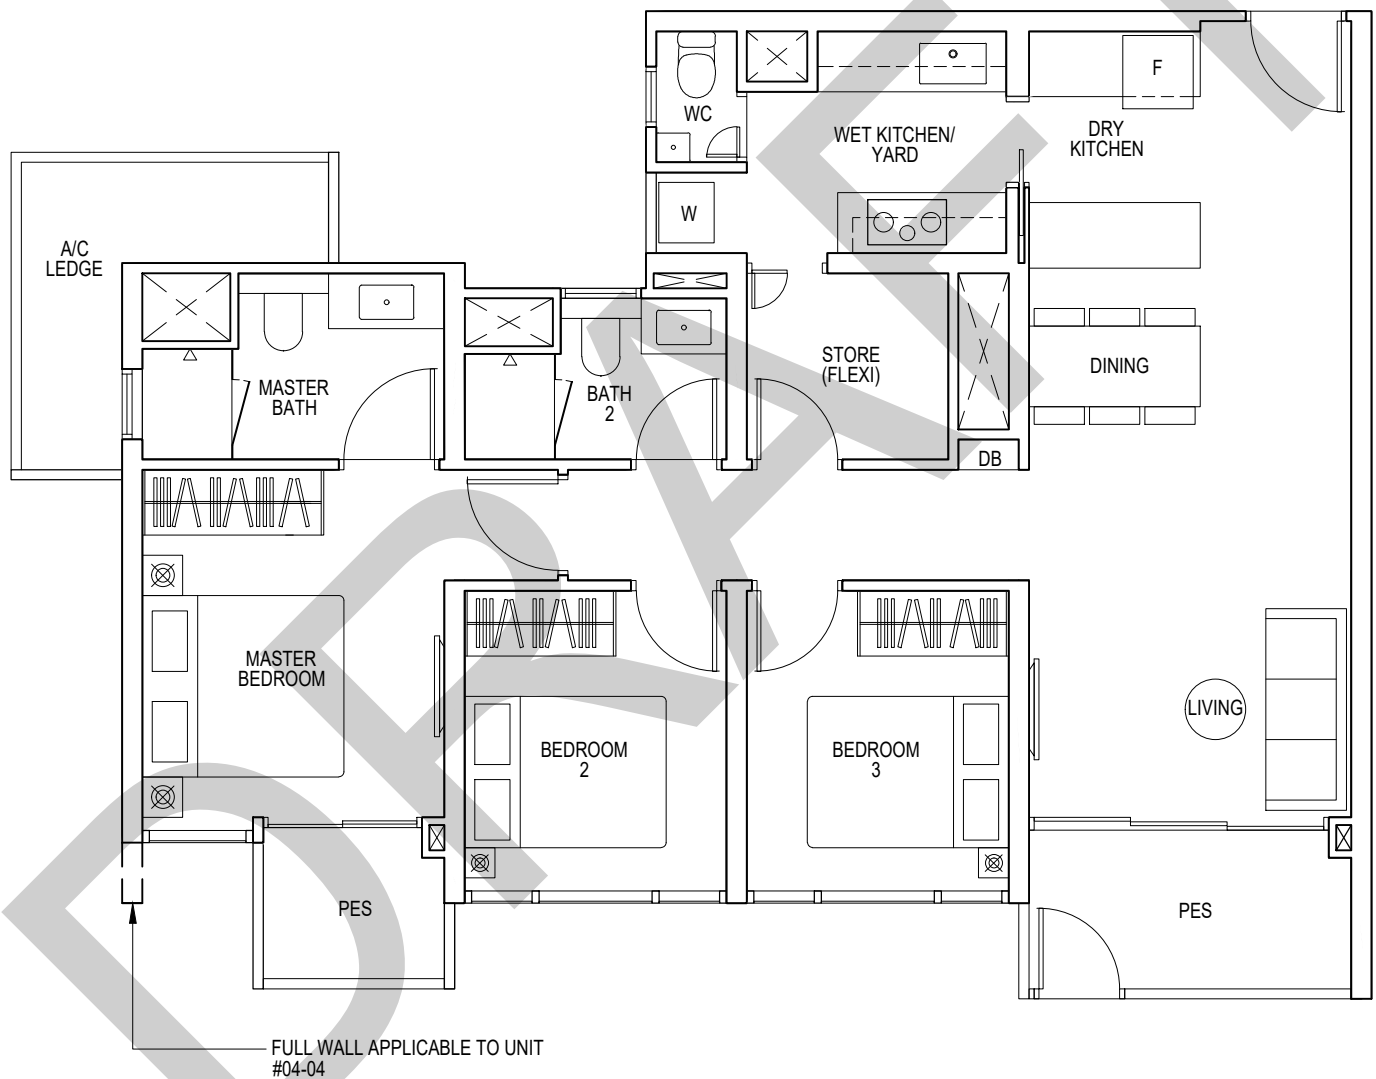 WC
F
WET KITCHEN/
YARD
DRY
KITCHEN
W
A/C
LEDGE
MASTER
BATH
BATH
2
STORE
(FLEXI)
DINING
DB
MASTER
BEDROOM
BEDROOM
2
BEDROOM
3
LIVING
PES
PES
FULL WALL APPLICABLE TO UNIT
#04-04
DRAFT